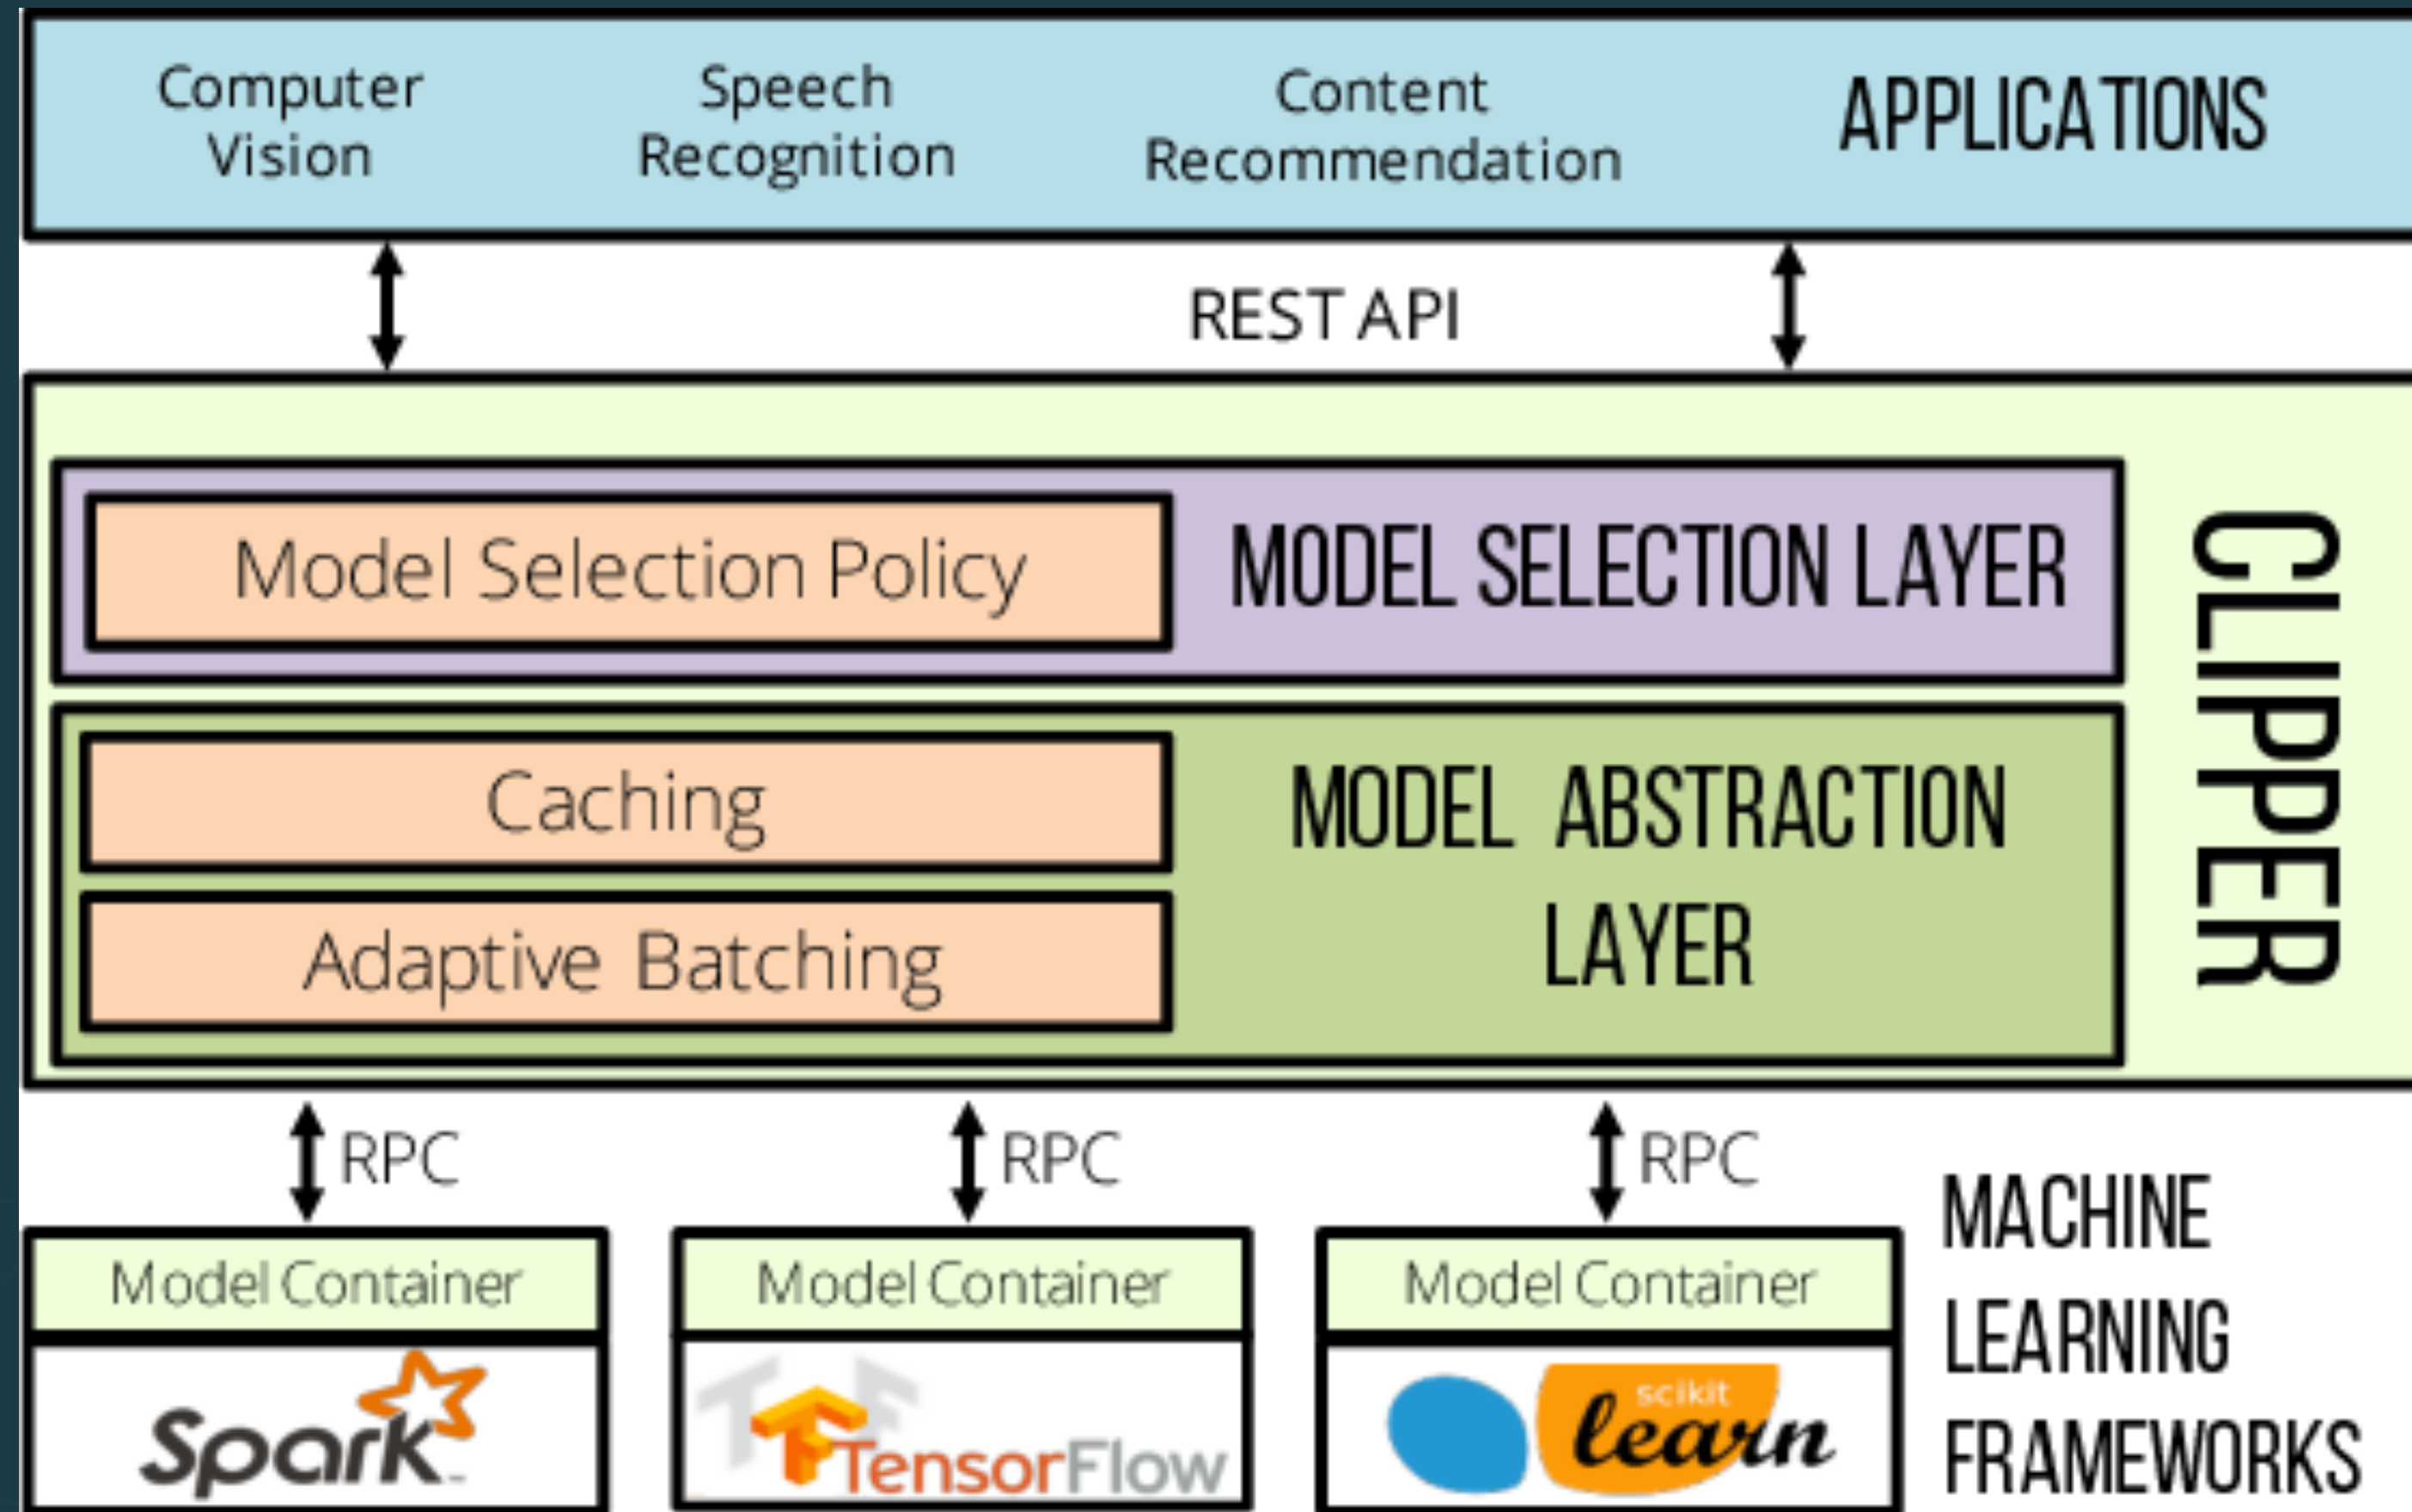 Computer
Vision
Speech
Recognition
Content
Recommendation
APPLICATIONS
REST API
Model Selection Policy
MODEL SELECTION LAYER
Caching
Adaptive Batching
MODEL ABSTRACTION
LAYER
CLIPPER
RPC
RPC
RPC
Model Container
Model Container
Model Container
Spark
TensorFlow
scikit
learn
MACHINE
LEARNING
FRAMEWORKS